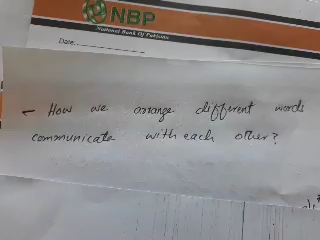 NBP
National Bank Of Pakistan
Date:
– How we arrange different words
communicate with each other?